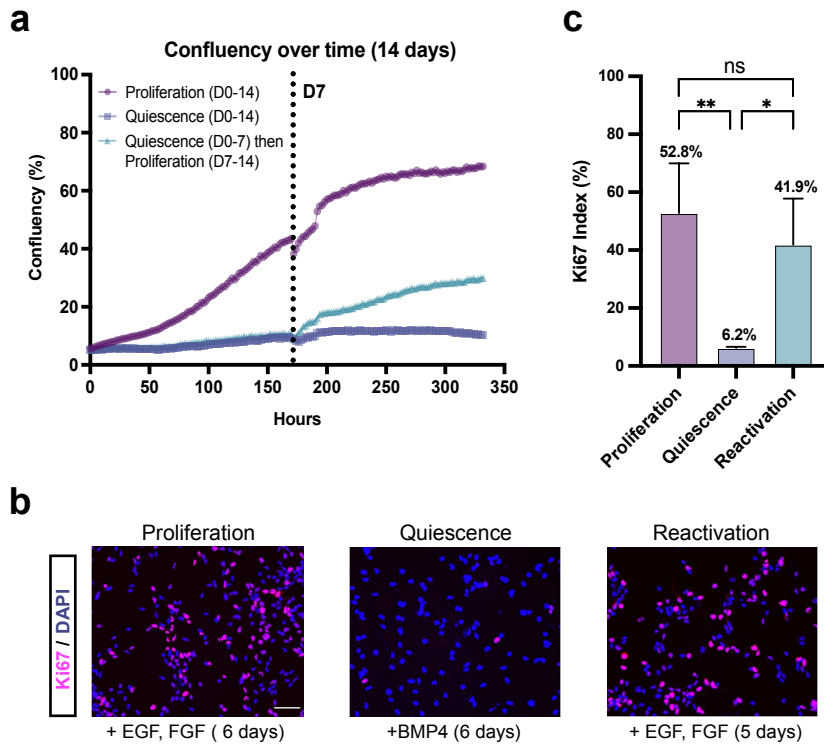 a
Confluency over time (14 days)
100
80
60
40
20
0
Confluency (%)
Proliferation (D0-14)
Quiescence (D0-14)
Quiescence (D0-7) then
Proliferation (D7-14)
D7
0 50 100 150 200 250 300 350
Hours
c
100
80
60
40
20
0
Ki67 Index (%)
ns
** *
52.8%
6.2%
41.9%
Proliferation
Quiescence
Reactivation
b
Ki67 / DAPI
Proliferation
Quiescence
Reactivation
+ EGF, FGF ( 6 days)
+BMP4 (6 days)
+ EGF, FGF (5 days)